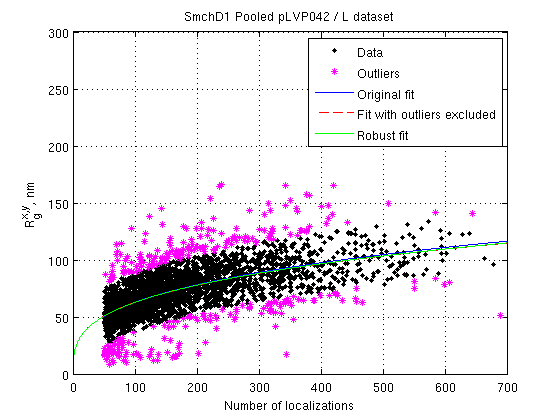 SmchD1 Pooled pLVP042 / L dataset
300
250
200
150
100
50
0
R_g^{x,y}, nm
Data
Outliers
Original fit
Fit with outliers excluded
Robust fit
0 100 200 300 400 500 600 700
Number of localizations